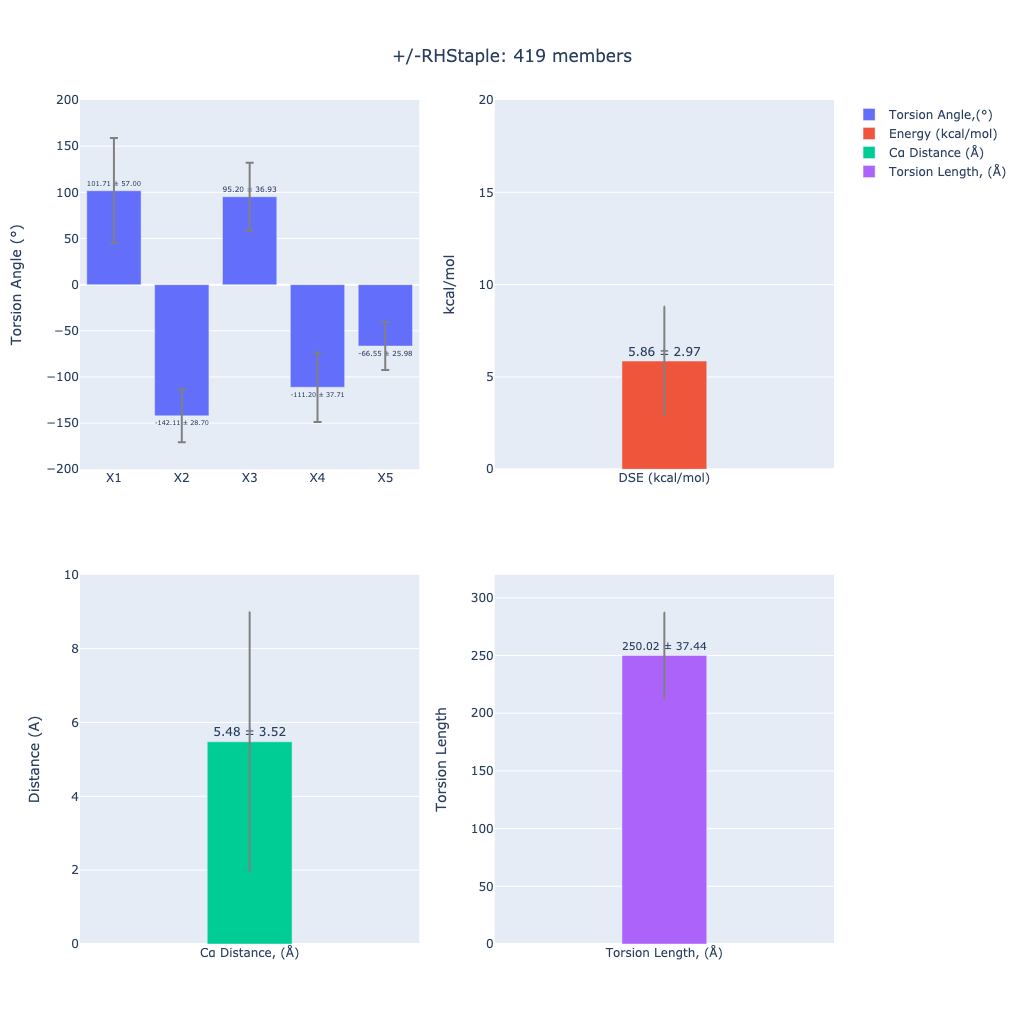 +/-RHStaple: 419 members
Torsion Angle,(°)
Energy (kcal/mol)
Cα Distance (Å)
Torsion Length, (Å)
Torsion Angle (°)
200
150
100
50
0
−50
−100
−150
−200
101.71 ± 57.00
-142.11 ± 28.70
95.20 ± 36.93
-111.20 ± 37.71
-66.55 ± 25.98
X1 X2 X3 X4 X5
kcal/mol
20
15
10
5
0
5.86 ± 2.97
DSE (kcal/mol)
Distance (A)
10
8
6
4
2
0
5.48 ± 3.52
Cα Distance, (Å)
Torsion Length
300
250
200
150
100
50
0
250.02 ± 37.44
Torsion Length, (Å)